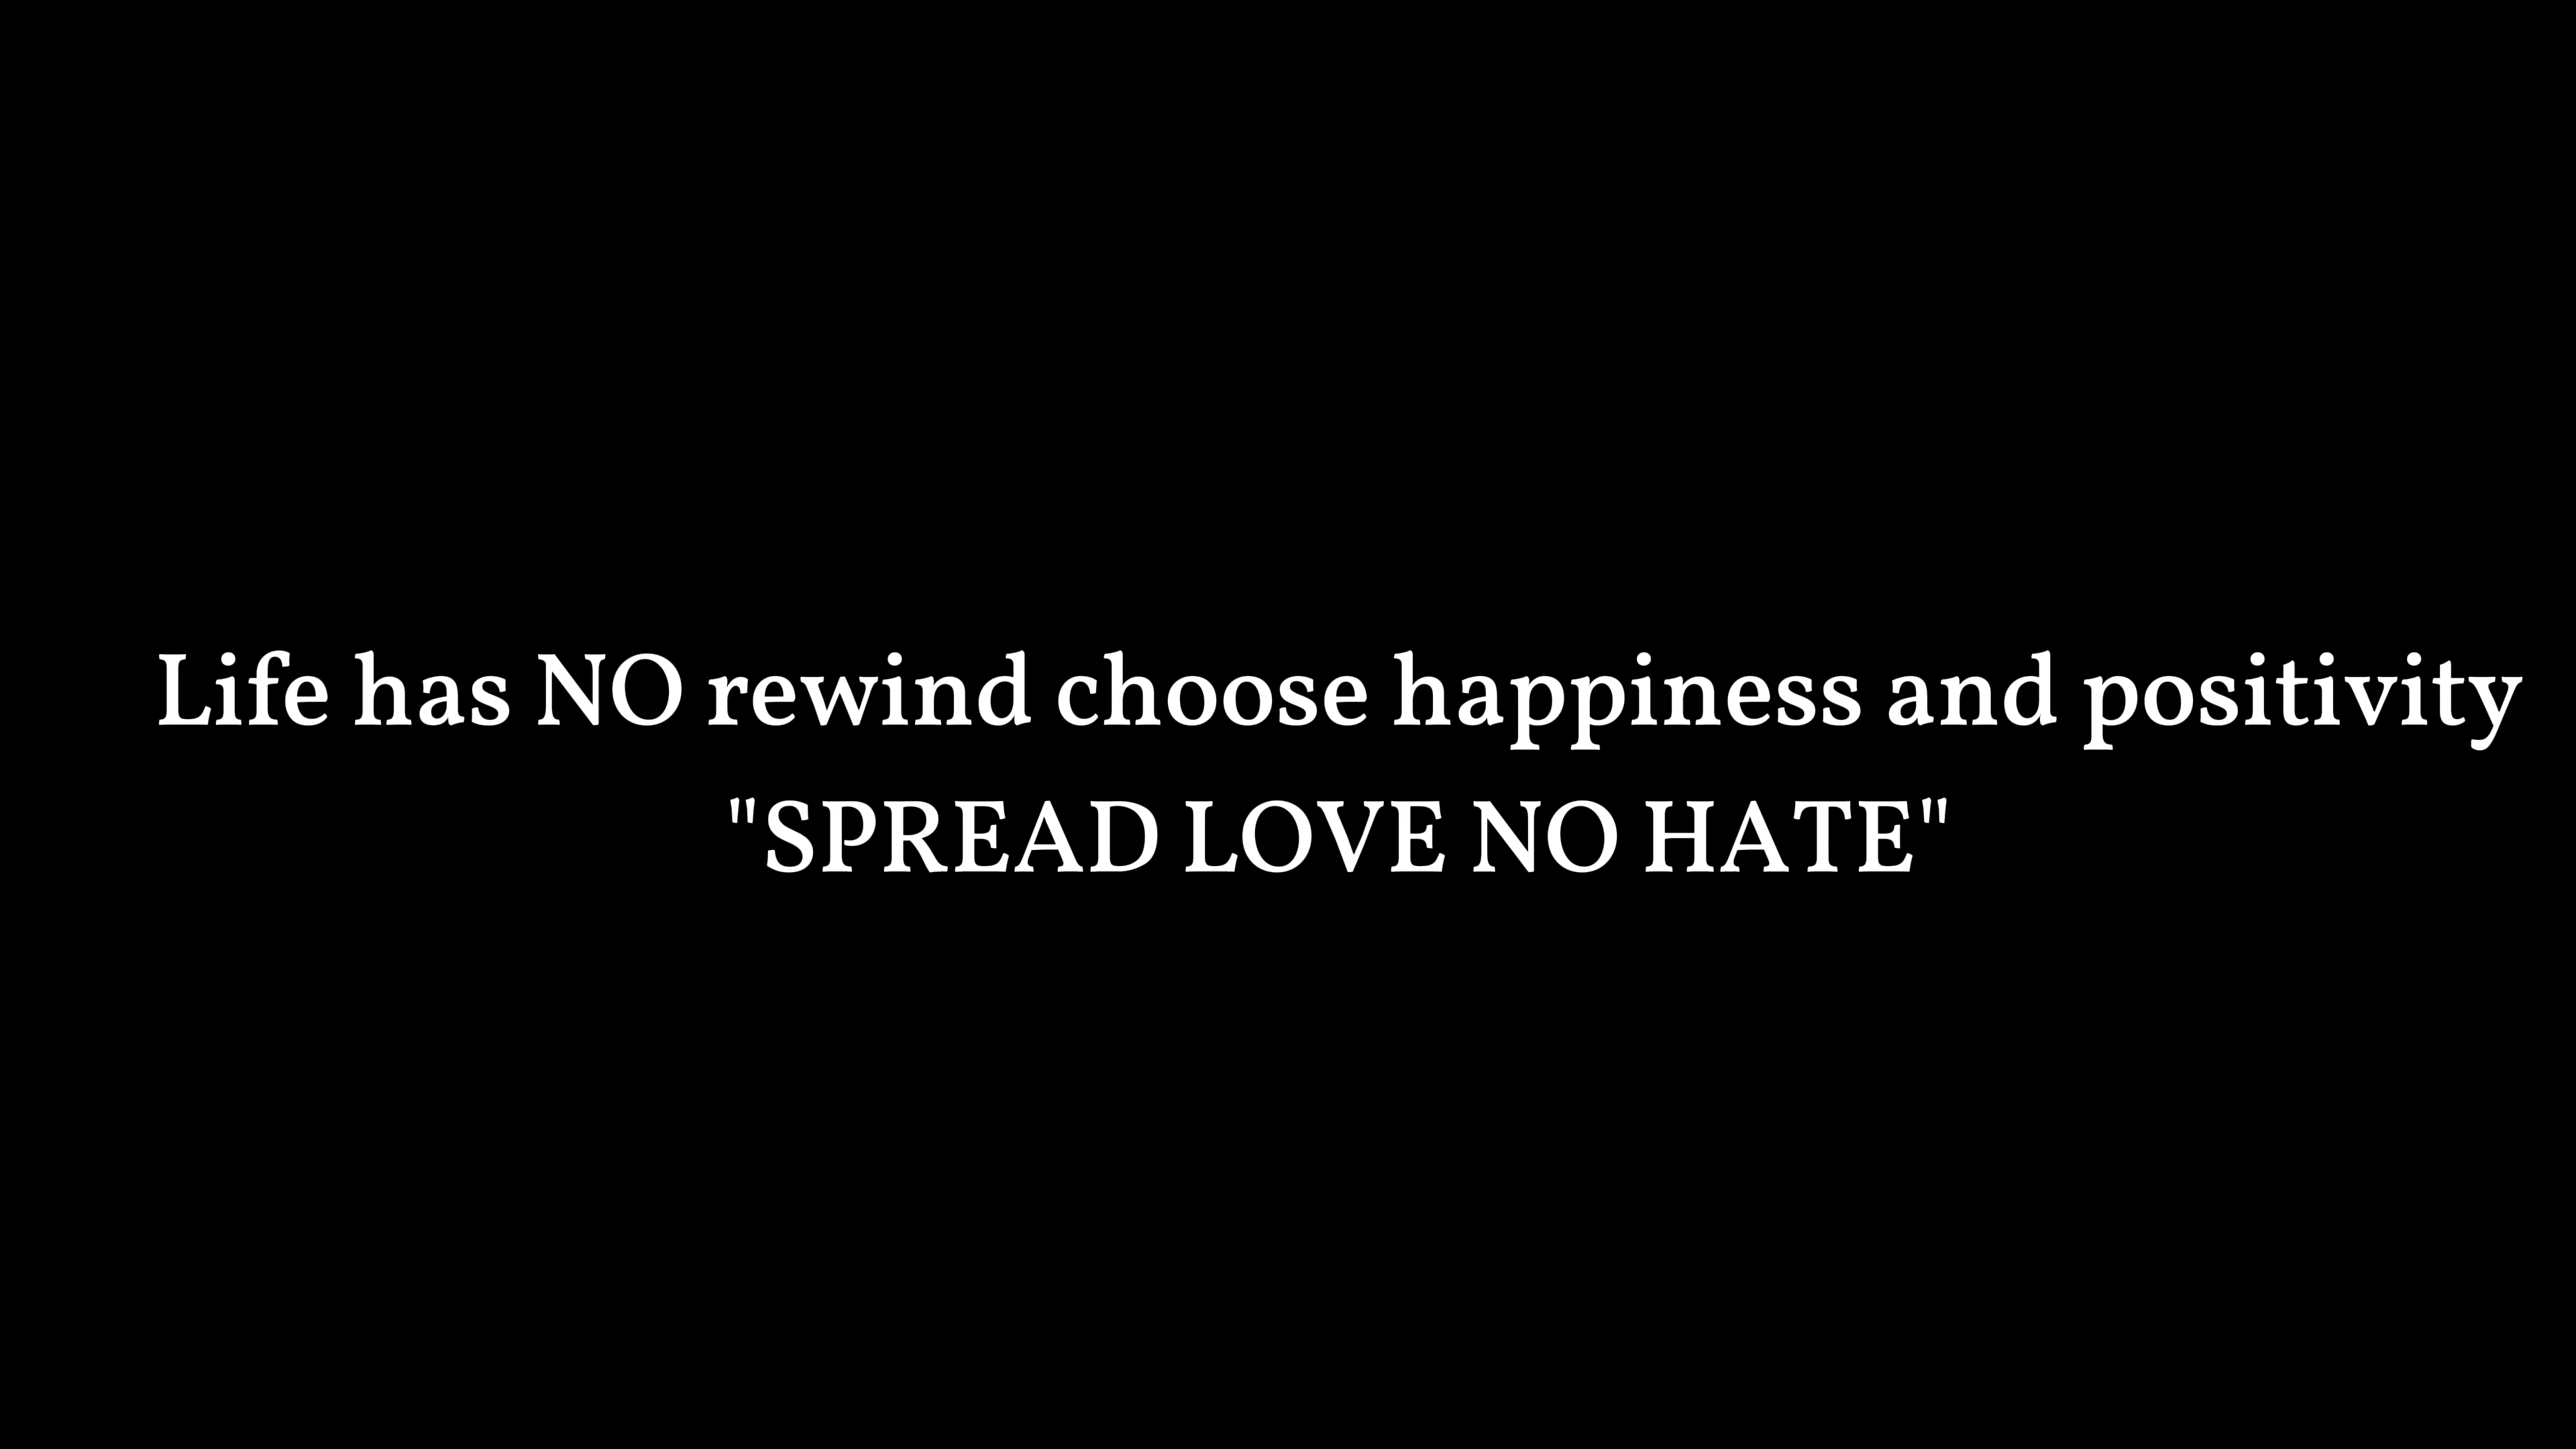 Life has NO rewind choose happiness and positivity
"SPREAD LOVE NO HATE"